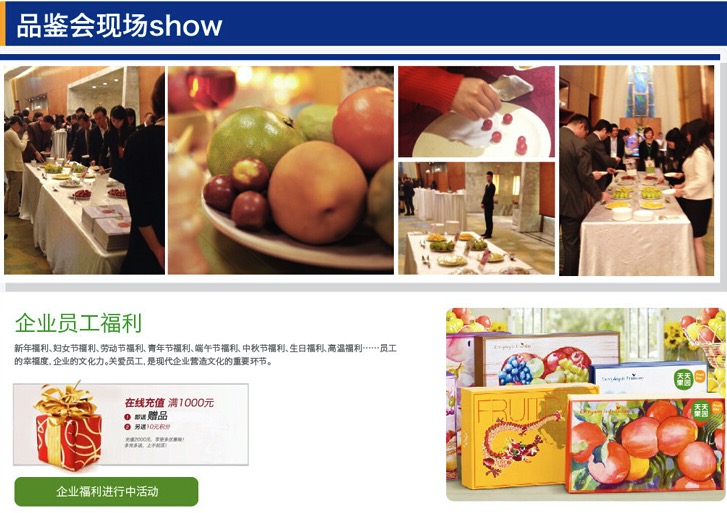 品鉴会现场show
企业员工福利
新年福利、妇女节福利、劳动节福利、青年节福利、端午节福利、中秋节福利、生日福利、高温福利……员工
的幸福度，企业的文化力。关爱员工，是现代企业营造文化的重要环节。
在线充值 满1000元
1 即送 赠品
2 另送10元积分
企业福利进行中活动
FRUIT
天天
果园
天天
果园